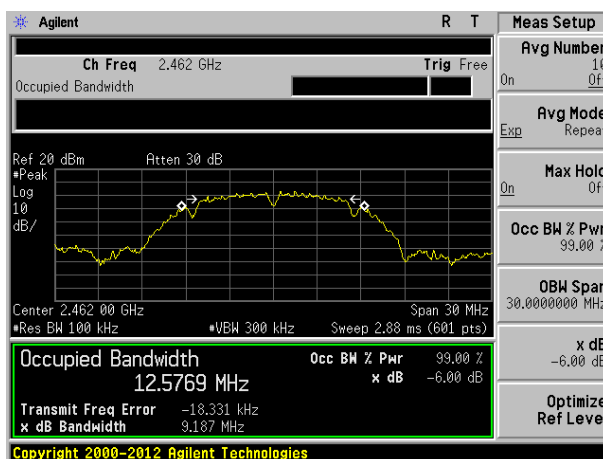 Agilent R T Meas Setup
Ch Freq 2.462 GHz Trig Free
Occupied Bandwidth
Avg Number
10
On Off
Avg Mode
Exp Repeat
Max Hold
On Off
Occ BW % Pwr
99.00 %
OBW Span
30.0000000 MHz
x dB
-6.00 dB
Optimize
Ref Level
Ref 20 dBm Atten 30 dB
#Peak
Log
10
dB/
Center 2.462 00 GHz Span 30 MHz
#Res BW 100 kHz #VBW 300 kHz Sweep 2.88 ms (601 pts)
Occupied Bandwidth Occ BW % Pwr 99.00 %
12.5769 MHz x dB -6.00 dB
Transmit Freq Error -18.331 kHz
x dB Bandwidth 9.187 MHz
Copyright 2000-2012 Agilent Technologies